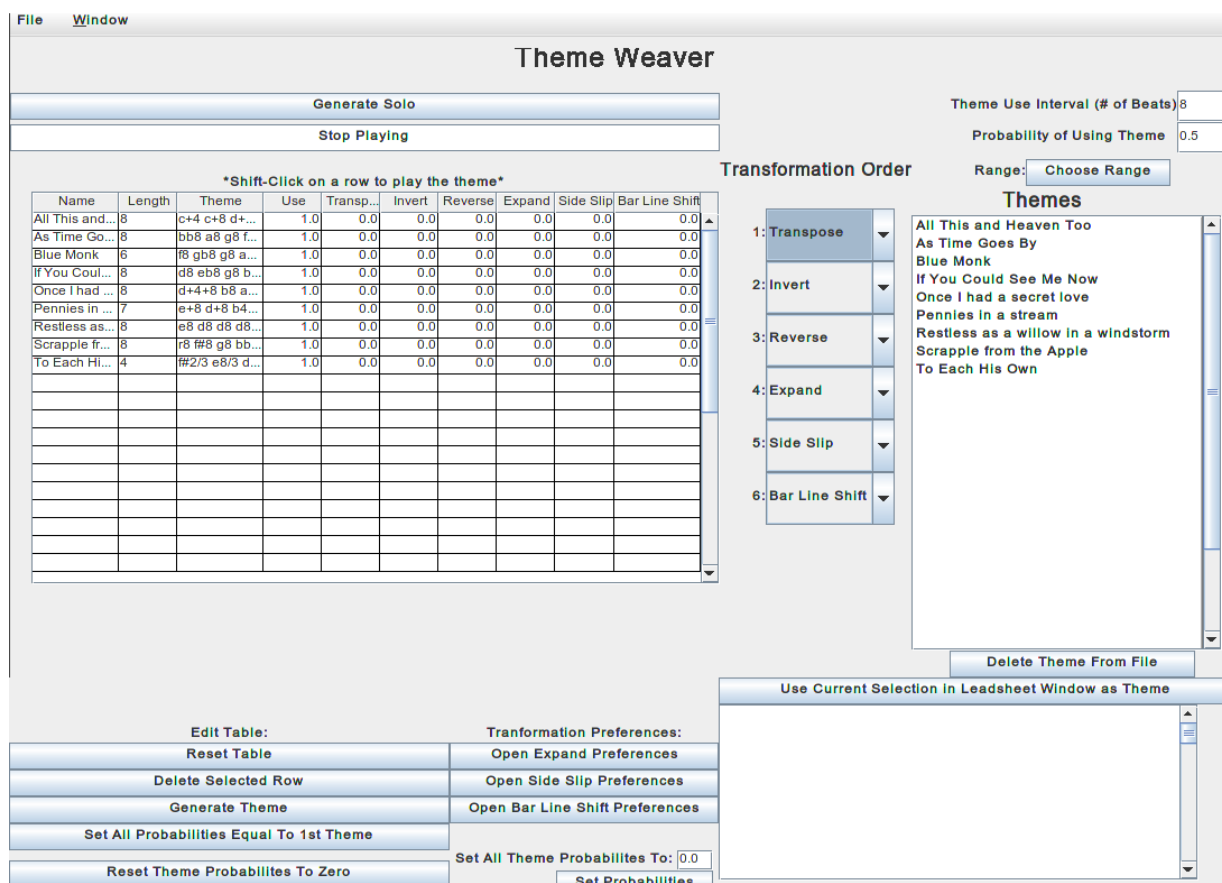 File Window
Theme Weaver
Generate Solo
Stop Playing
Theme Use Interval (# of Beats) 8
Probability of Using Theme 0.5
Range: Choose Range
*Shift-Click on a row to play the theme*
Name Length Theme Use Transp... Invert Reverse Expand Side Slip Bar Line Shift
All This and... 8 c+4 c+8 d+... 1.0 0.0 0.0 0.0 0.0 0.0 0.0
As Time Go... 8 bb8 a8 g8 f... 1.0 0.0 0.0 0.0 0.0 0.0 0.0
Blue Monk 6 f8 gb8 g8 a... 1.0 0.0 0.0 0.0 0.0 0.0 0.0
If You Coul... 8 d8 eb8 g8 b... 1.0 0.0 0.0 0.0 0.0 0.0 0.0
Once I had ... 8 d+4+8 b8 a... 1.0 0.0 0.0 0.0 0.0 0.0 0.0
Pennies in ... 7 e+8 d+8 b4... 1.0 0.0 0.0 0.0 0.0 0.0 0.0
Restless as... 8 e8 d8 d8 d8... 1.0 0.0 0.0 0.0 0.0 0.0 0.0
Scrapple fr... 8 r8 f#8 g8 bb... 1.0 0.0 0.0 0.0 0.0 0.0 0.0
To Each Hi... 4 f#2/3 e8/3 d... 1.0 0.0 0.0 0.0 0.0 0.0 0.0
Transformation Order
1: Transpose
2: Invert
3: Reverse
4: Expand
5: Side Slip
6: Bar Line Shift
Themes
All This and Heaven Too
As Time Goes By
Blue Monk
If You Could See Me Now
Once I had a secret love
Pennies in a stream
Restless as a willow in a windstorm
Scrapple from the Apple
To Each His Own
Delete Theme From File
Use Current Selection in Leadsheet Window as Theme
Edit Table:
Reset Table
Delete Selected Row
Generate Theme
Set All Probabilities Equal To 1st Theme
Reset Theme Probabilites To Zero
Tranformation Preferences:
Open Expand Preferences
Open Side Slip Preferences
Open Bar Line Shift Preferences
Set All Theme Probabilites To: 0.0
Set Probabilities